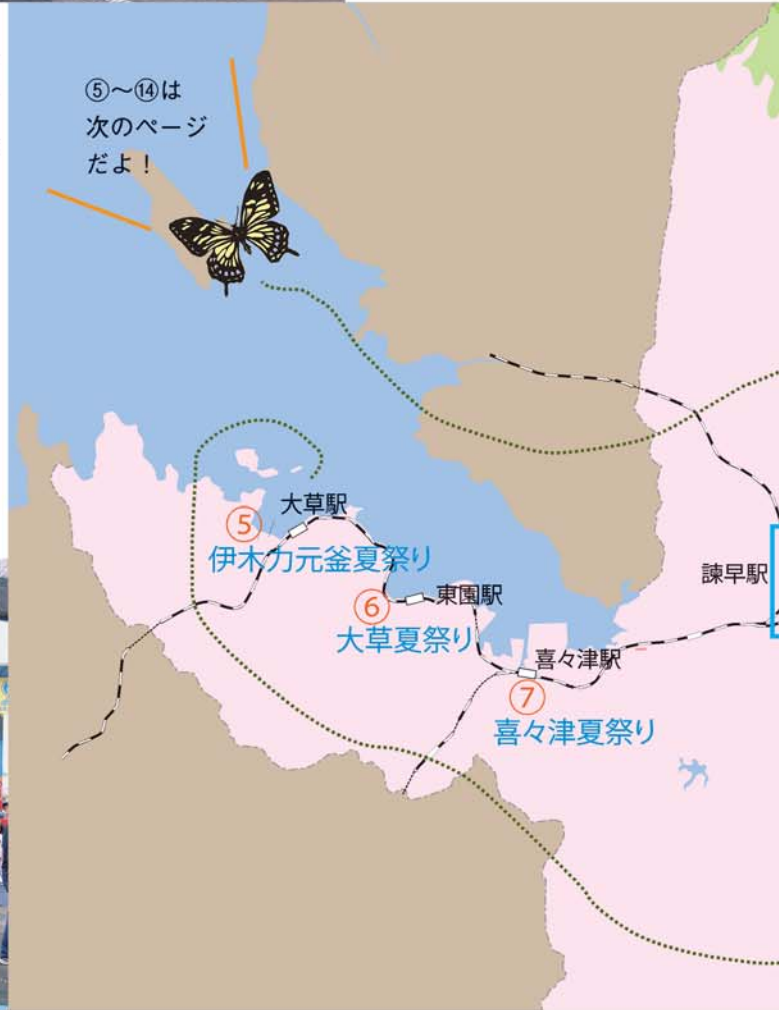 ⑤～⑭は
次のページ
だよ！
大草駅
⑤
伊木力元釜夏祭り
東園駅
⑥
大草夏祭り
諫早駅
喜々津駅
⑦
喜々津夏祭り